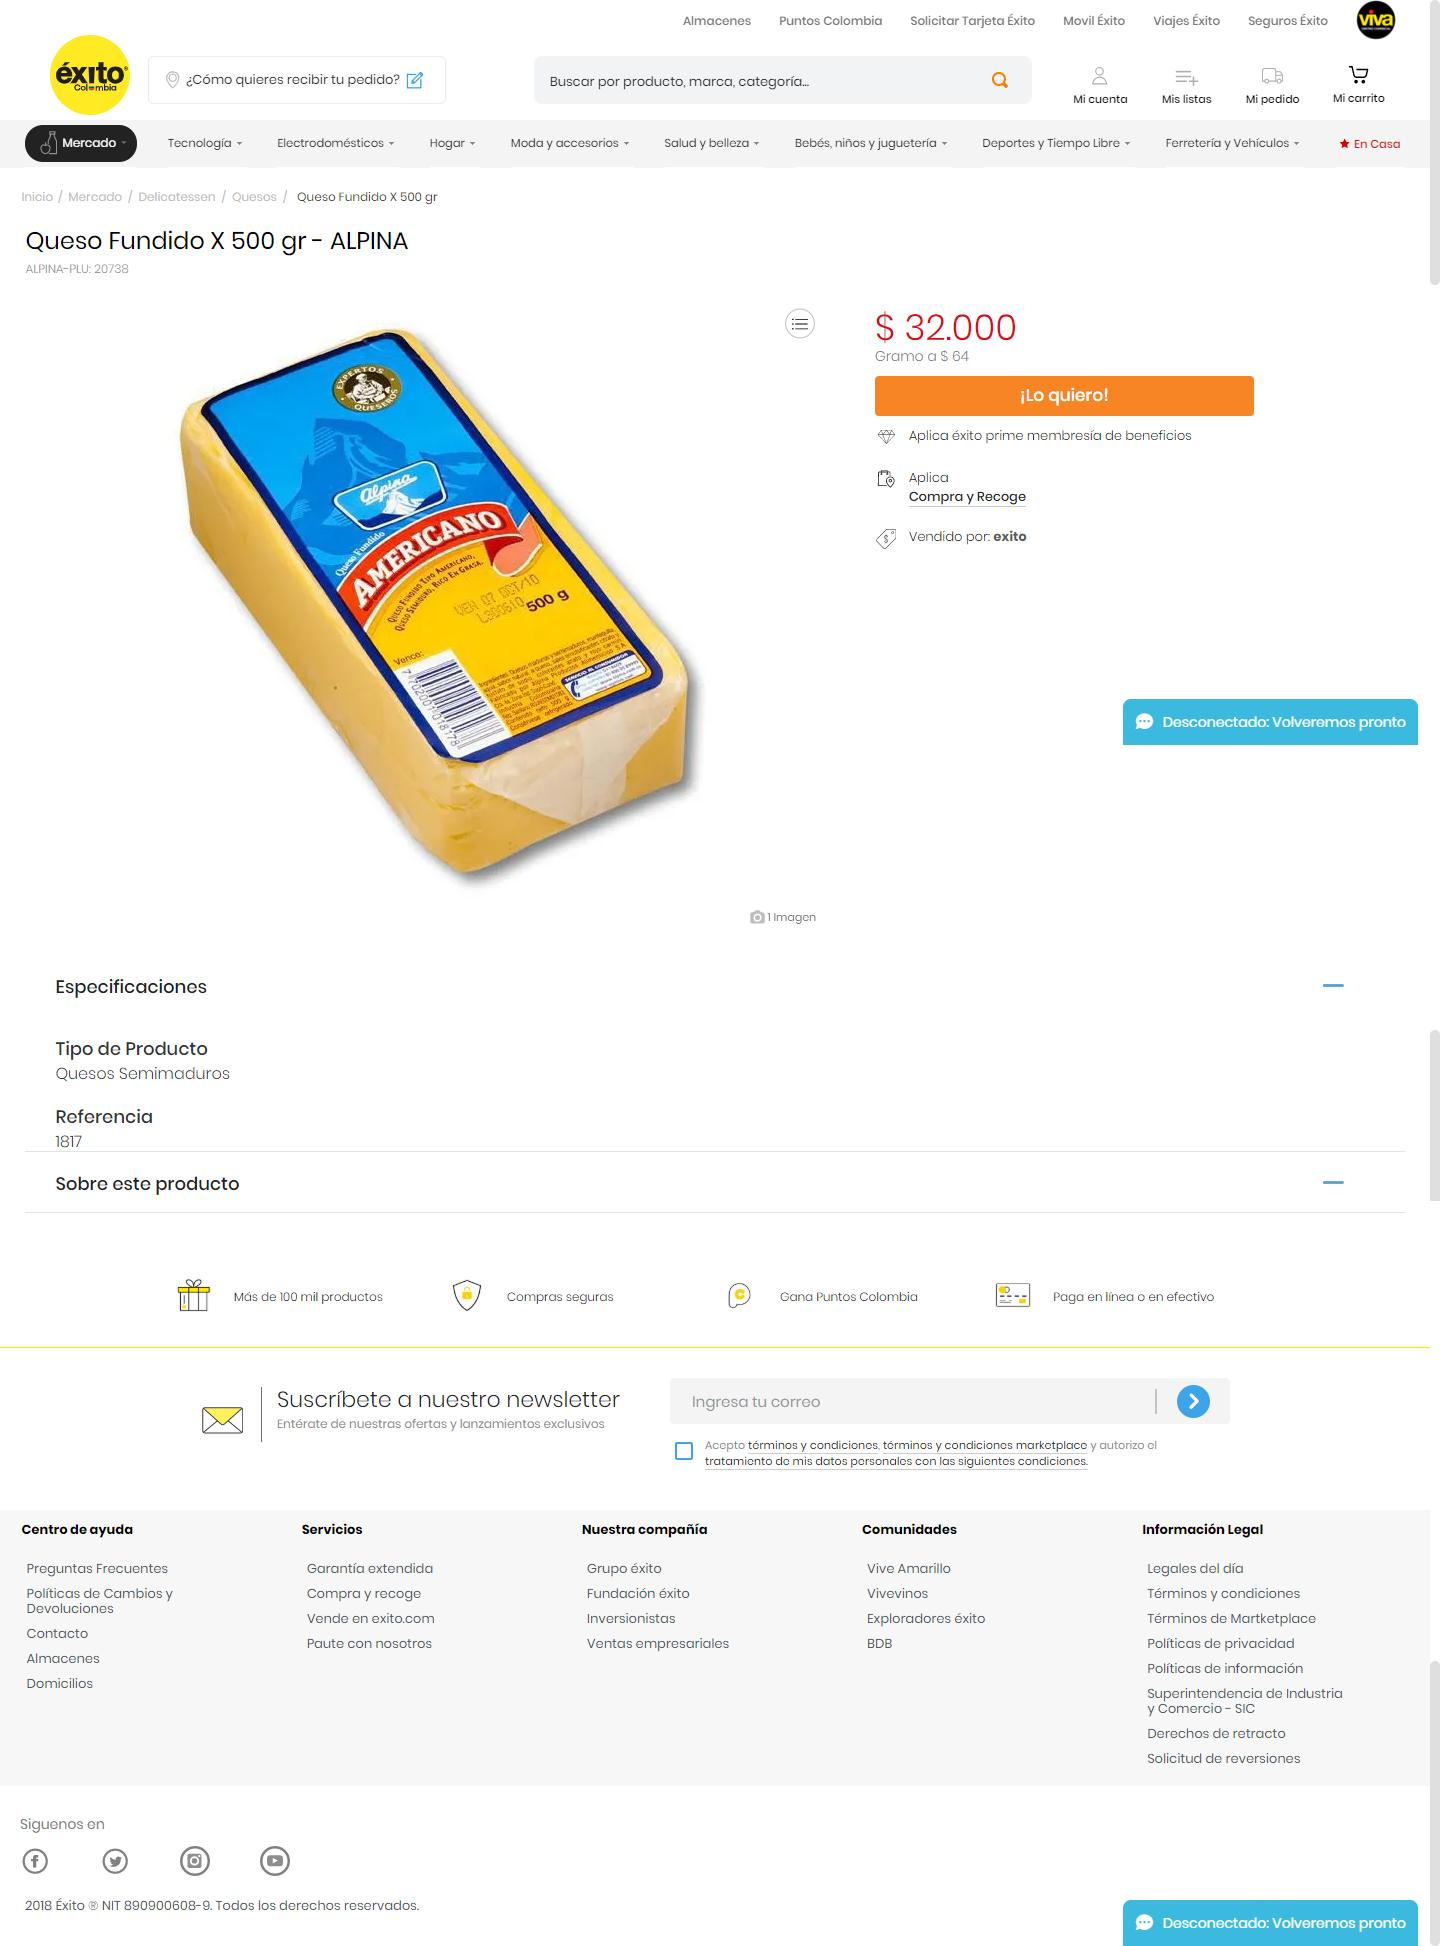 Almacenes Puntos Colombia Solicitar Tarjeta Éxito Movil Éxito Viajes Éxito Seguros Éxito viva
éxito
Colombia
¿Cómo quieres recibir tu pedido?
Buscar por producto, marca, categoría...
Mi cuenta Mis listas Mi pedido Mi carrito
Mercado Tecnología Electrodomésticos Hogar Moda y accesorios Salud y belleza Bebés, niños y juguetería Deportes y Tiempo Libre Ferretería y Vehículos En Casa
Inicio / Mercado / Delicatessen / Quesos / Queso Fundido X 500 gr
Queso Fundido X 500 gr - ALPINA
ALPINA-PLU: 20738
EXPERTOS
QUESEROS
Alpina
Queso Fundido
AMERICANO
QUESO FUNDIDO TIPO AMERICANO,
QUESO SEMIDURO, RICO EN GRASA.
VEN 07 OCT/10
500 g
Vence:
$ 32.000
Gramo a $ 64
¡Lo quiero!
Aplica éxito prime membresía de beneficios
Aplica
Compra y Recoge
Vendido por: exito
Desconectado: Volveremos pronto
1 Imagen
Especificaciones
Tipo de Producto
Quesos Semimaduros
Referencia
1817
Sobre este producto
Más de 100 mil productos
Compras seguras
Gana Puntos Colombia
Paga en línea o en efectivo
Suscríbete a nuestro newsletter
Entérate de nuestras ofertas y lanzamientos exclusivos
Ingresa tu correo
Acepto términos y condiciones, términos y condiciones marketplace y autorizo el
tratamiento de mis datos personales con las siguientes condiciones.
Centro de ayuda
Preguntas Frecuentes
Políticas de Cambios y
Devoluciones
Contacto
Almacenes
Domicilios
Servicios
Garantía extendida
Compra y recoge
Vende en exito.com
Paute con nosotros
Nuestra compañía
Grupo éxito
Fundación éxito
Inversionistas
Ventas empresariales
Comunidades
Vive Amarillo
Vivevinos
Exploradores éxito
BDB
Información Legal
Legales del día
Términos y condiciones
Términos de Martketplace
Políticas de privacidad
Políticas de información
Superintendencia de Industria
y Comercio - SIC
Derechos de retracto
Solicitud de reversiones
Siguenos en
2018 Éxito ® NIT 890900608-9. Todos los derechos reservados.
Desconectado: Volveremos pronto